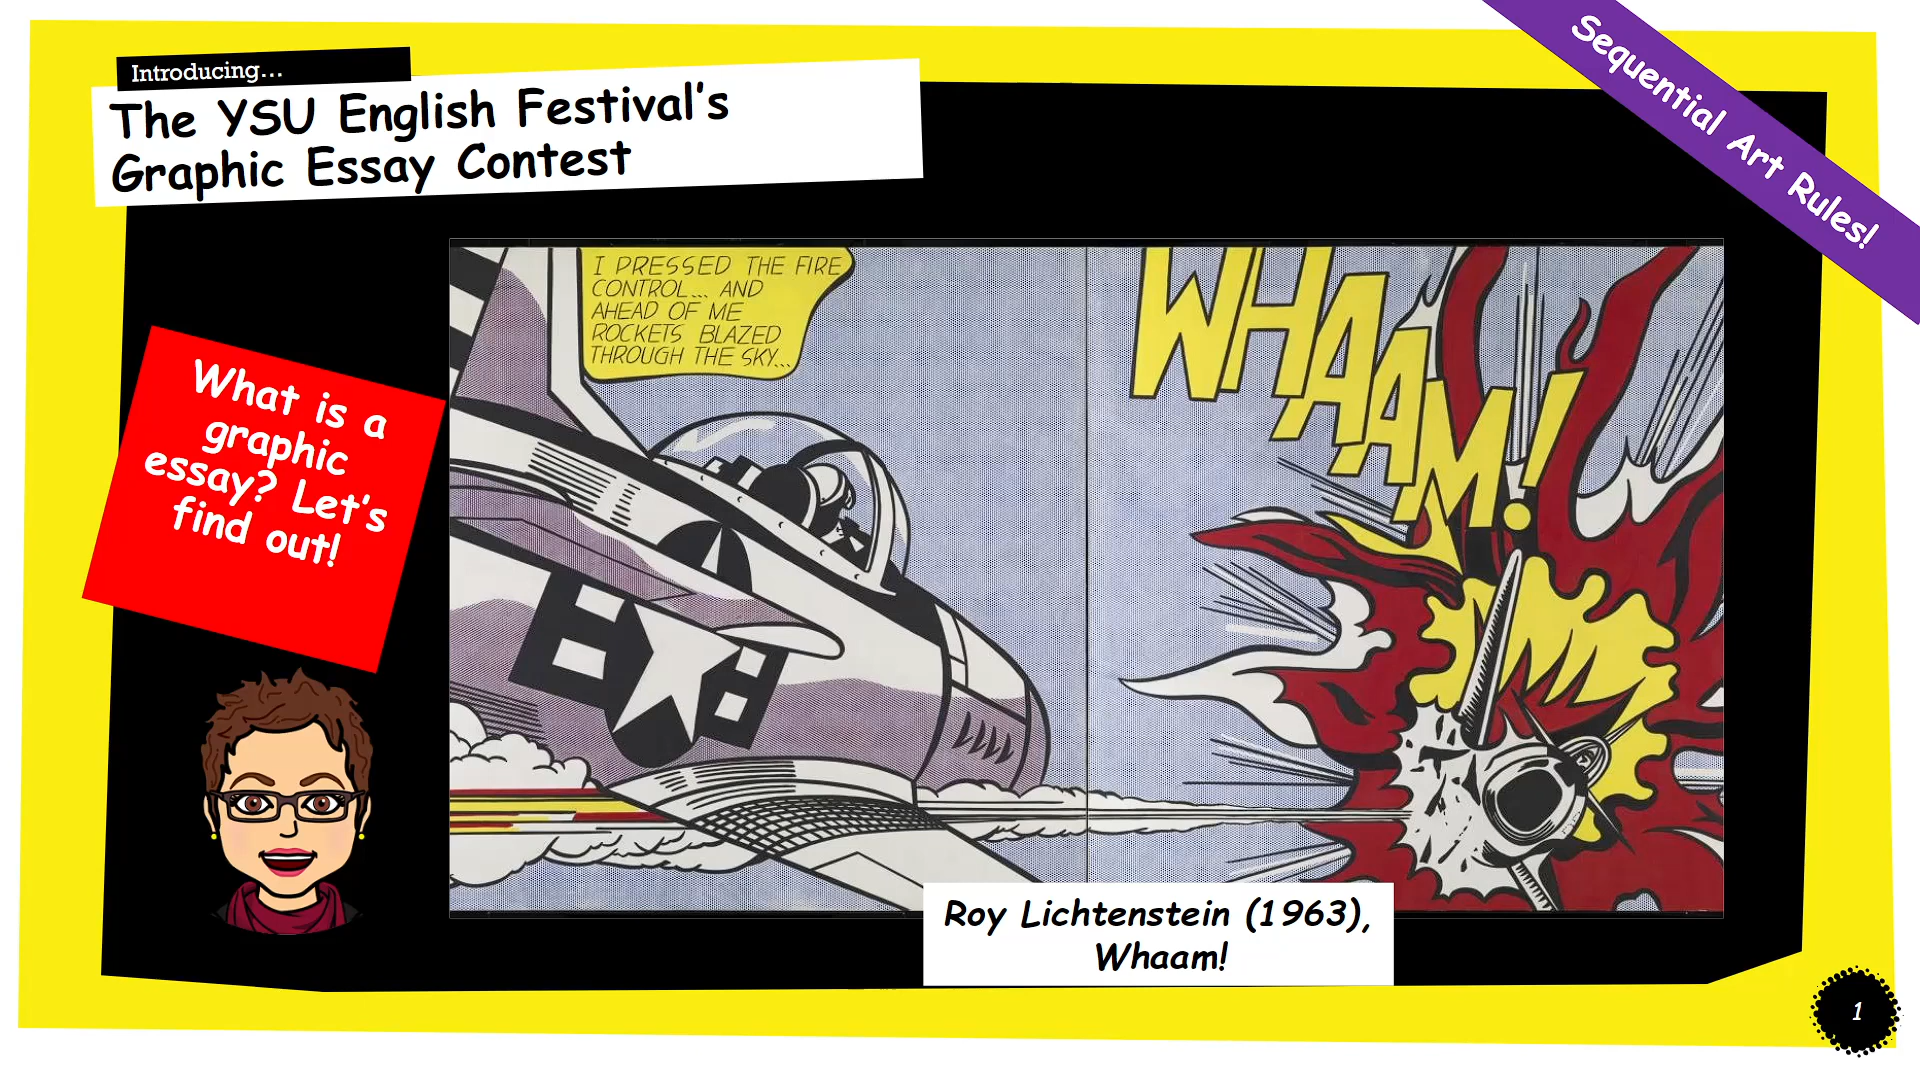 Introducing...
The YSU English Festival's
Graphic Essay Contest
Sequential Art Rules!
What is a
graphic
essay? Let's
find out!
I PRESSED THE FIRE
CONTROL... AND
AHEAD OF ME
ROCKETS BLAZED
THROUGH THE SKY...
WHAAM!
Roy Lichtenstein (1963),
Whaam!
1